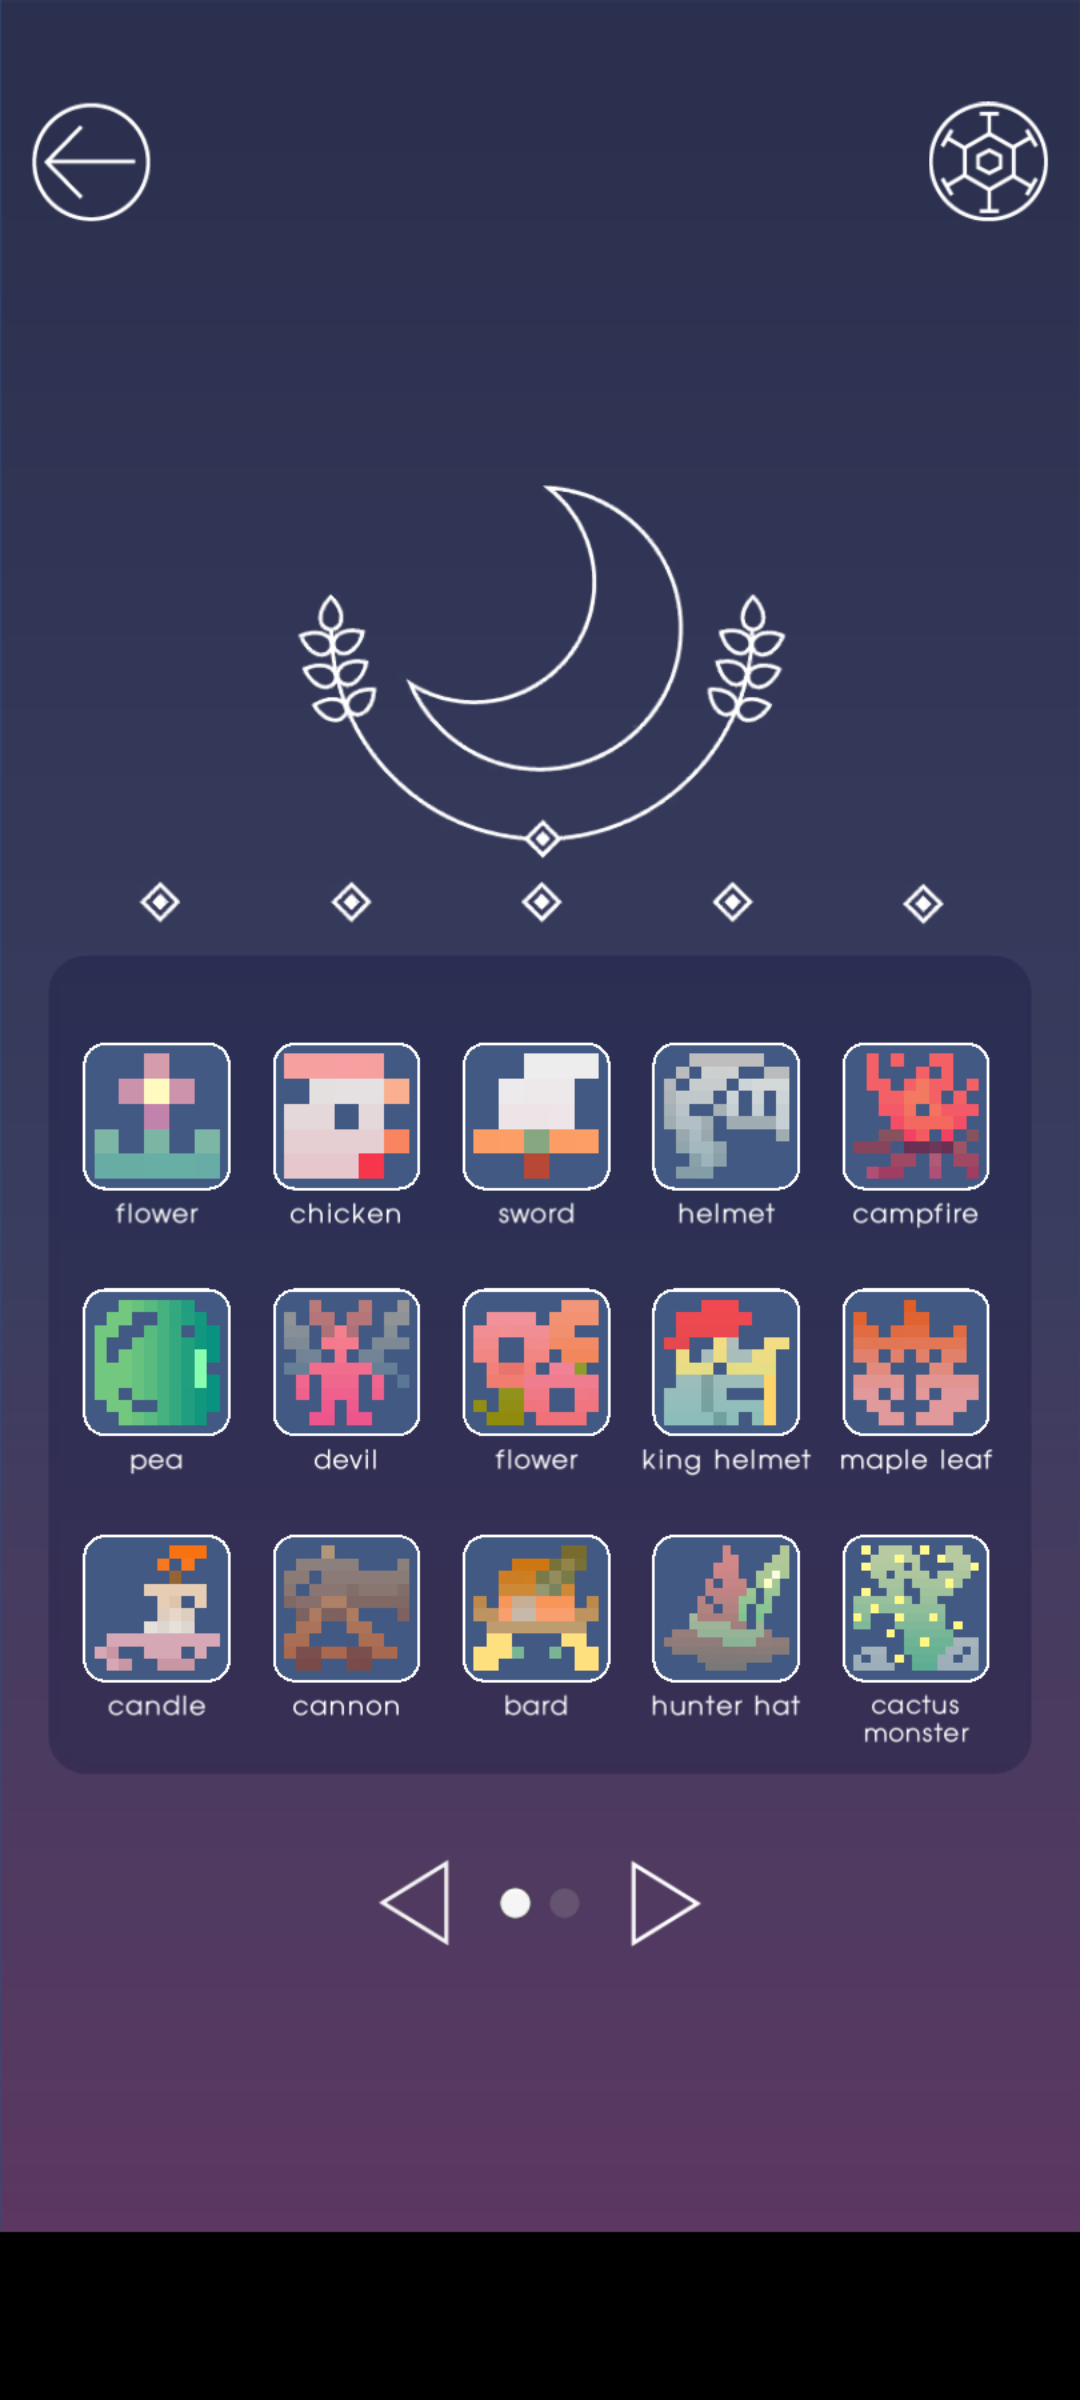 flower
chicken
sword
helmet
campfire
pea
devil
flower
king helmet
maple leaf
candle
cannon
bard
hunter hat
cactus
monster